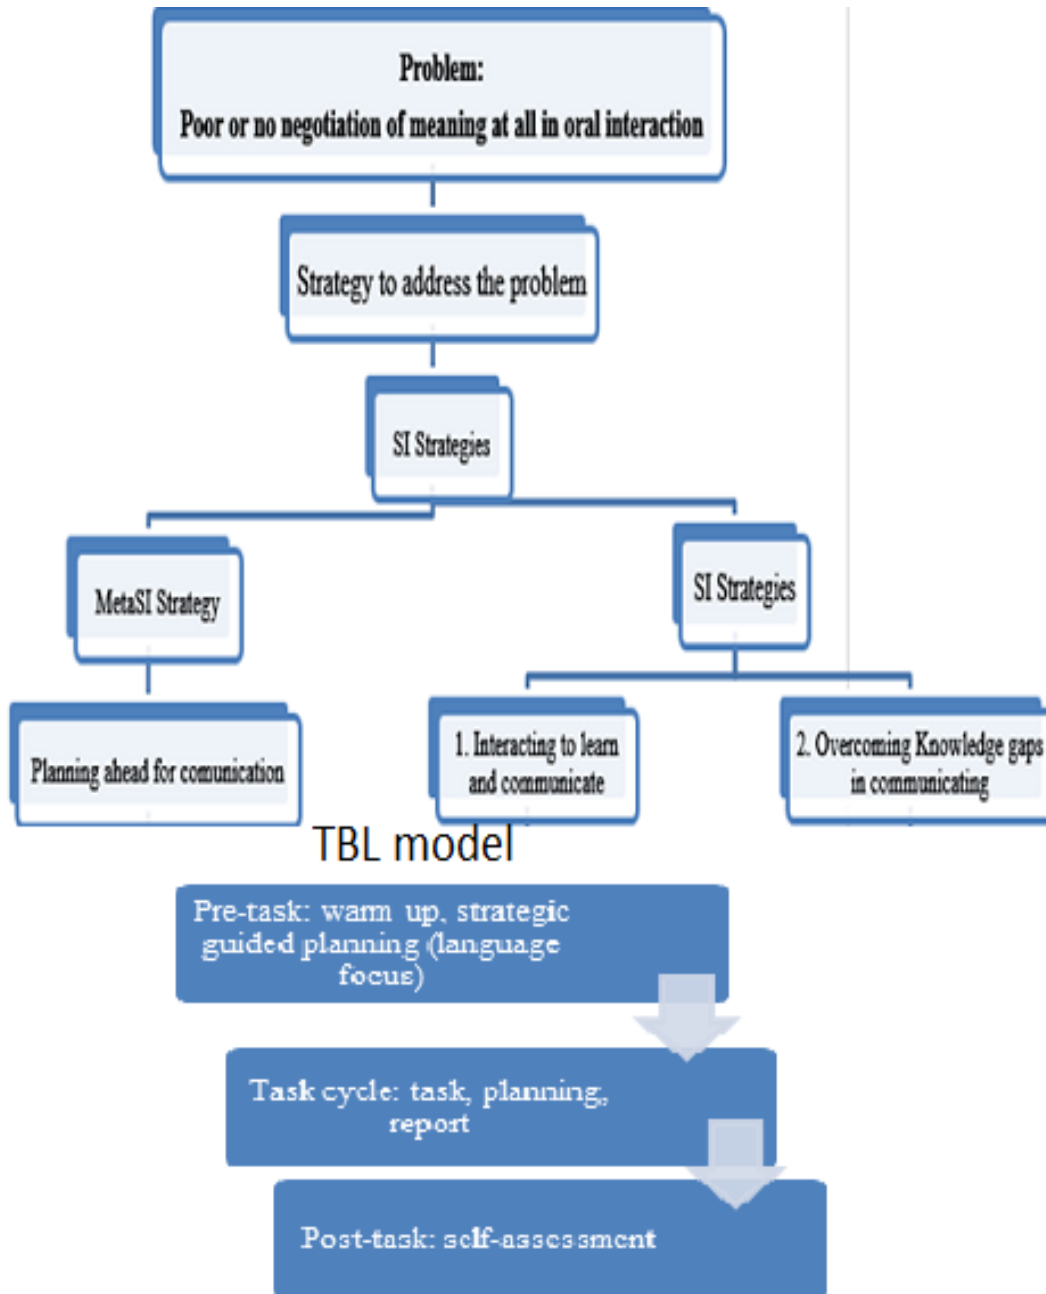 Problem:
Poor or no negotiation of meaning at all in oral interaction
Strategy to address the problem
SI Strategies
MetaSI Strategy
SI Strategies
Planning ahead for comunication
1. Interacting to learn
and communicate
2. Overcoming Knowledge gaps
in communicating
TBL model
Pre-task: warm up, strategic
guided planning (language
focus)
Task cycle: task, planning,
report
Post-task: self-assessment